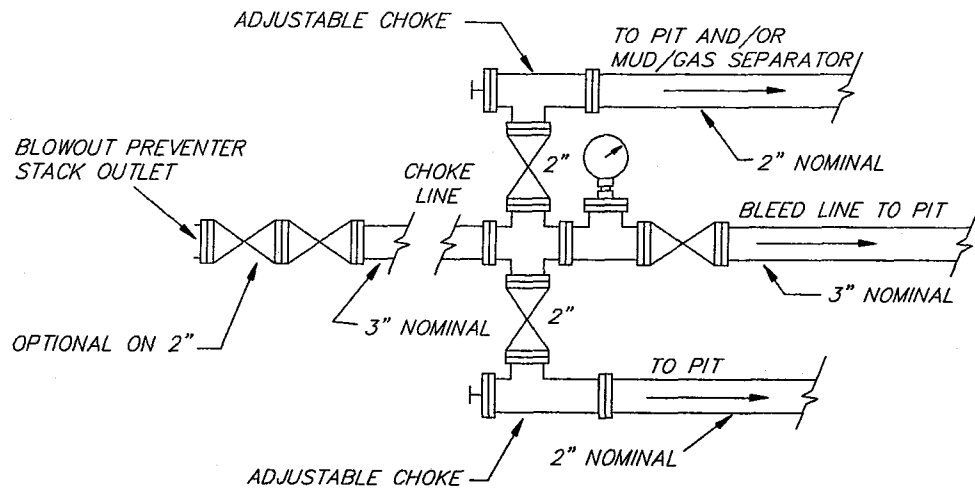 ADJUSTABLE CHOKE
TO PIT AND/OR
MUD/GAS SEPARATOR
BLOWOUT PREVENTER
STACK OUTLET
2"
2" NOMINAL
CHOKE
LINE
BLEED LINE TO PIT
3" NOMINAL
3" NOMINAL
OPTIONAL ON 2"
2"
TO PIT
2" NOMINAL
ADJUSTABLE CHOKE